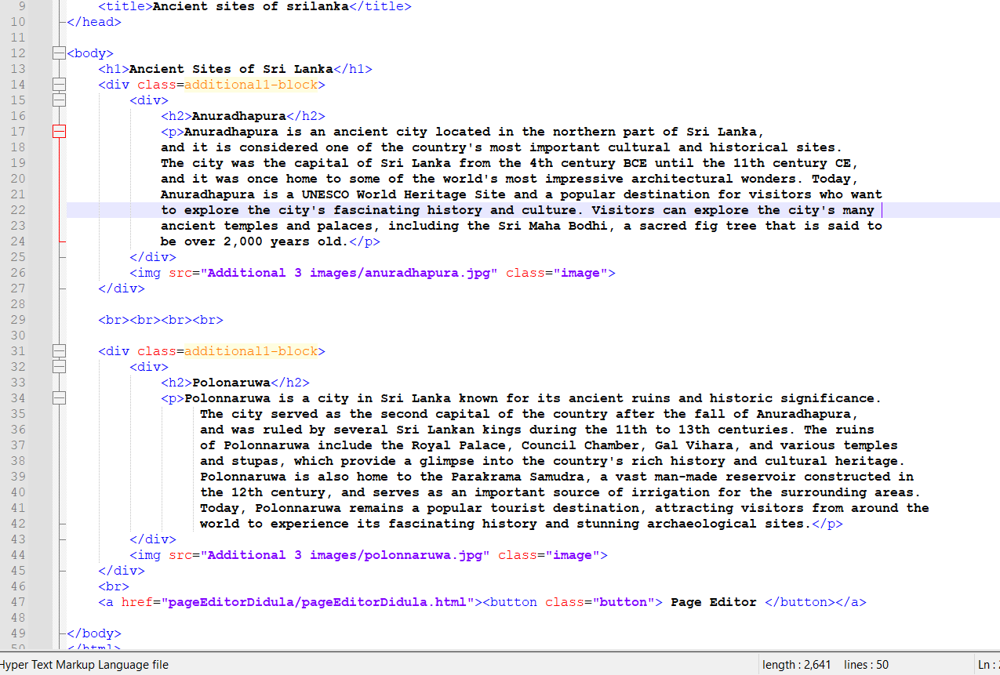 9 <title>Ancient sites of srilanka</title>
10 </head>
11
12 <body>
13 <h1>Ancient Sites of Sri Lanka</h1>
14 <div class=additional1-block>
15 <div>
16 <h2>Anuradhapura</h2>
17 <p>Anuradhapura is an ancient city located in the northern part of Sri Lanka,
18 and it is considered one of the country's most important cultural and historical sites.
19 The city was the capital of Sri Lanka from the 4th century BCE until the 11th century CE,
20 and it was once home to some of the world's most impressive architectural wonders. Today,
21 Anuradhapura is a UNESCO World Heritage Site and a popular destination for visitors who want
22 to explore the city's fascinating history and culture. Visitors can explore the city's many
23 ancient temples and palaces, including the Sri Maha Bodhi, a sacred fig tree that is said to
24 be over 2,000 years old.</p>
25 </div>
26 <img src="Additional 3 images/anuradhapura.jpg" class="image">
27 </div>
28
29 <br><br><br><br>
30
31 <div class=additional1-block>
32 <div>
33 <h2>Polonaruwa</h2>
34 <p>Polonnaruwa is a city in Sri Lanka known for its ancient ruins and historic significance.
35 The city served as the second capital of the country after the fall of Anuradhapura,
36 and was ruled by several Sri Lankan kings during the 11th to 13th centuries. The ruins
37 of Polonnaruwa include the Royal Palace, Council Chamber, Gal Vihara, and various temples
38 and stupas, which provide a glimpse into the country's rich history and cultural heritage.
39 Polonnaruwa is also home to the Parakrama Samudra, a vast man-made reservoir constructed in
40 the 12th century, and serves as an important source of irrigation for the surrounding areas.
41 Today, Polonnaruwa remains a popular tourist destination, attracting visitors from around the
42 world to experience its fascinating history and stunning archaeological sites.</p>
43 </div>
44 <img src="Additional 3 images/polonnaruwa.jpg" class="image">
45 </div>
46 <br>
47 <a href="pageEditorDidula/pageEditorDidula.html"><button class="button"> Page Editor </button></a>
48
49 </body>
50 </html>
Hyper Text Markup Language file length : 2,641 lines : 50 Ln :